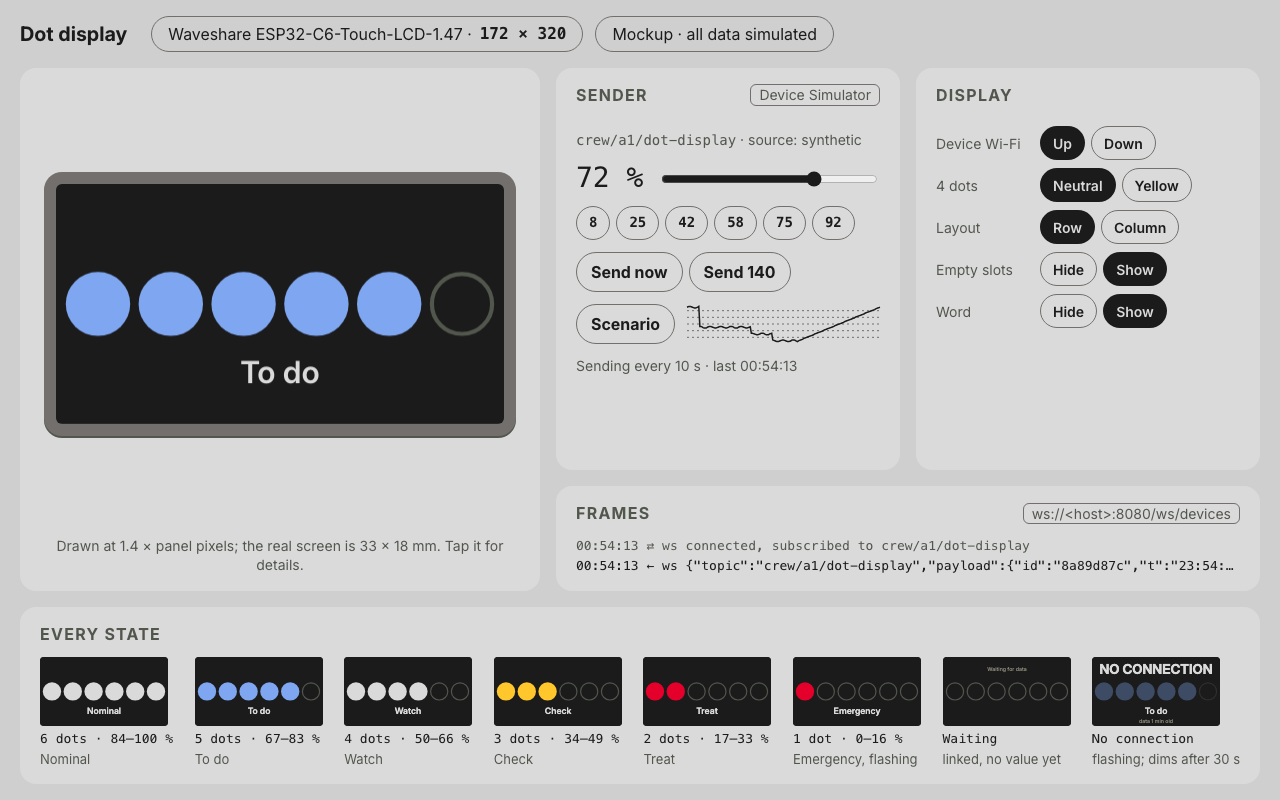 Dot display
Waveshare ESP32-C6-Touch-LCD-1.47 · 172 × 320
Mockup · all data simulated
To do
Drawn at 1.4 × panel pixels; the real screen is 33 × 18 mm. Tap it for
details.
SENDER
Device Simulator
crew/a1/dot-display · source: synthetic
72 %
8 25 42 58 75 92
Send now Send 140
Scenario
Sending every 10 s · last 00:54:13
DISPLAY
Device Wi-Fi Up Down
4 dots Neutral Yellow
Layout Row Column
Empty slots Hide Show
Word Hide Show
FRAMES
ws://<host>:8080/ws/devices
00:54:13 ⇄ ws connected, subscribed to crew/a1/dot-display
00:54:13 ← ws {"topic":"crew/a1/dot-display","payload":{"id":"8a89d87c","t":"23:54:…
EVERY STATE
Nominal
6 dots · 84–100 %
Nominal
To do
5 dots · 67–83 %
To do
Watch
4 dots · 50–66 %
Watch
Check
3 dots · 34–49 %
Check
Treat
2 dots · 17–33 %
Treat
Emergency
1 dot · 0–16 %
Emergency, flashing
Waiting for data
Waiting
linked, no value yet
NO CONNECTION
To do
data 1 min old
No connection
flashing; dims after 30 s